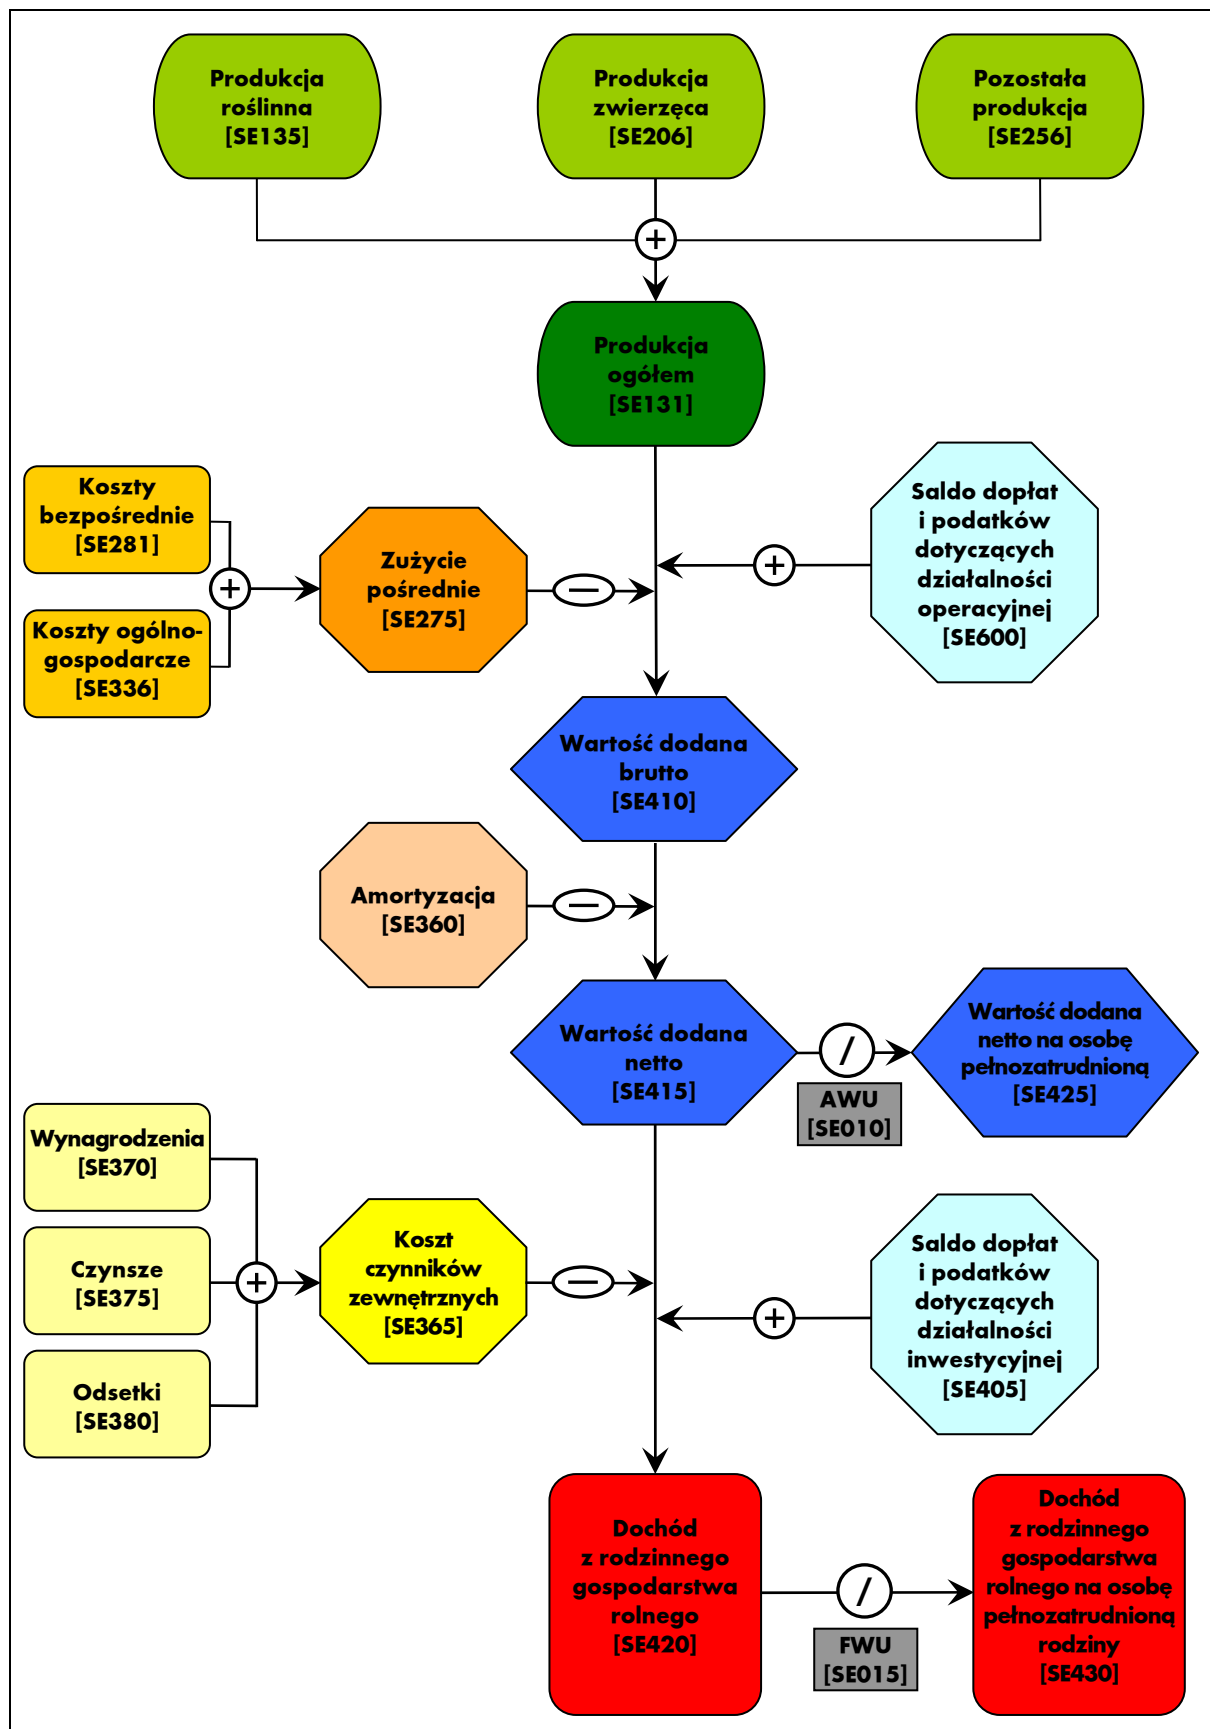 Produkcja
roślinna
[SE135]
Produkcja
zwierzęca
[SE206]
Pozostała
produkcja
[SE256]
+
Produkcja
ogółem
[SE131]
Koszty
bezpośrednie
[SE281]
+
Koszty ogólno-
gospodarcze
[SE336]
Zużycie
pośrednie
[SE275]
—
+
Saldo dopłat
i podatków
dotyczących
działalności
operacyjnej
[SE600]
Wartość dodana
brutto
[SE410]
Amortyzacja
[SE360]
—
Wartość dodana
netto
[SE415]
/
AWU
[SE010]
Wartość dodana
netto na osobę
pełnozatrudnioną
[SE425]
Wynagrodzenia
[SE370]
Czynsze
[SE375]
+
Odsetki
[SE380]
Koszt
czynników
zewnętrznych
[SE365]
—
+
Saldo dopłat
i podatków
dotyczących
działalności
inwestycyjnej
[SE405]
Dochód
z rodzinnego
gospodarstwa
rolnego
[SE420]
/
FWU
[SE015]
Dochód
z rodzinnego
gospodarstwa
rolnego na osobę
pełnozatrudnioną
rodziny
[SE430]